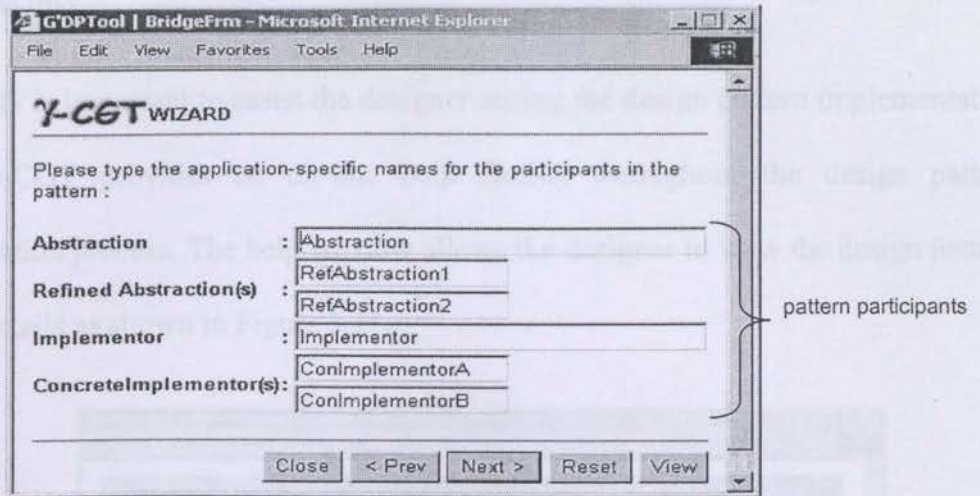 G'DPTool | BridgeFrm - Microsoft Internet Explorer
File Edit View Favorites Tools Help
γ-CGT WIZARD
Please type the application-specific names for the participants in the
pattern :
Abstraction : Abstraction
Refined Abstraction(s) : RefAbstraction1
RefAbstraction2
Implementor : Implementor
ConcreteImplementor(s): ConImplementorA
ConImplementorB
pattern participants
Close < Prev Next > Reset View